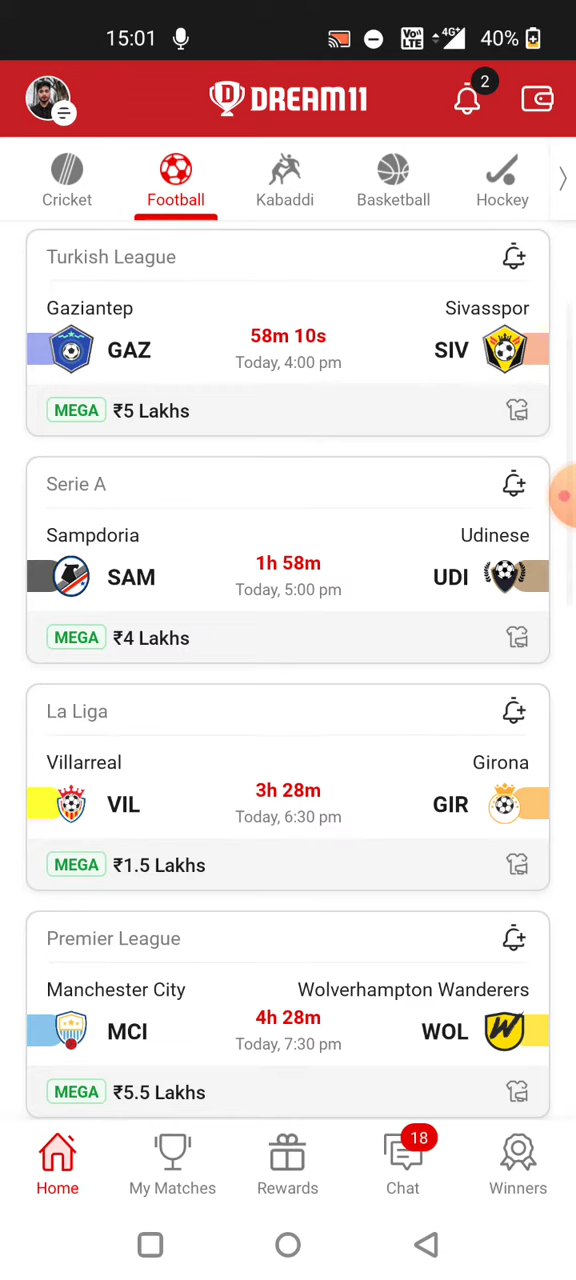 15:01
Vo LTE
4G+
40%
DREAM11
2
Cricket
Football
Kabaddi
Basketball
Hockey
Turkish League
Gaziantep
Sivasspor
58m 10s
GAZ
SIV
Today, 4:00 pm
MEGA ₹5 Lakhs
Serie A
Sampdoria
Udinese
1h 58m
SAM
UDI
Today, 5:00 pm
MEGA ₹4 Lakhs
La Liga
Villarreal
Girona
3h 28m
VIL
GIR
Today, 6:30 pm
MEGA ₹1.5 Lakhs
Premier League
Manchester City
Wolverhampton Wanderers
4h 28m
MCI
WOL
Today, 7:30 pm
MEGA ₹5.5 Lakhs
18
Home
My Matches
Rewards
Chat
Winners